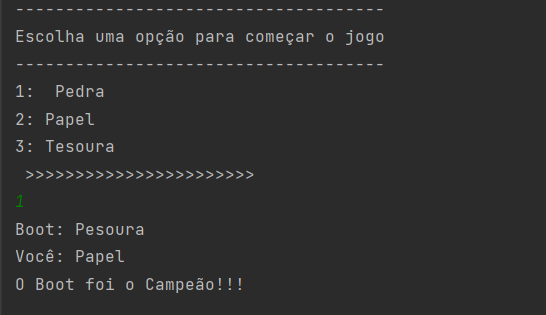 -------------------------------------
Escolha uma opção para começar o jogo
-------------------------------------
1:  Pedra
2: Papel
3: Tesoura
 >>>>>>>>>>>>>>>>>>>>>>>
1
Boot: Pesoura
Você: Papel
O Boot foi o Campeão!!!